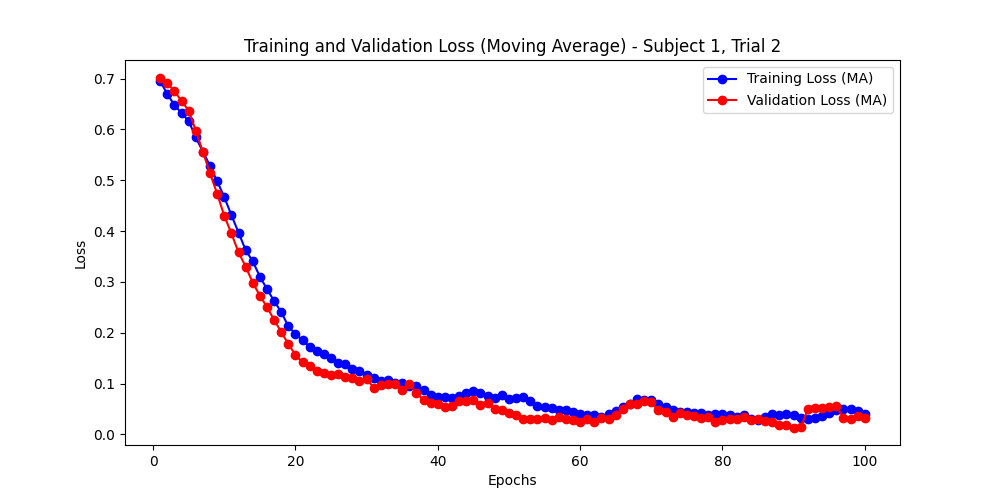 Training and Validation Loss (Moving Average) - Subject 1, Trial 2
Training Loss (MA)
Validation Loss (MA)
0.7
0.6
0.5
0.4
0.3
0.2
0.1
0.0
Loss
0
20
40
60
80
100
Epochs